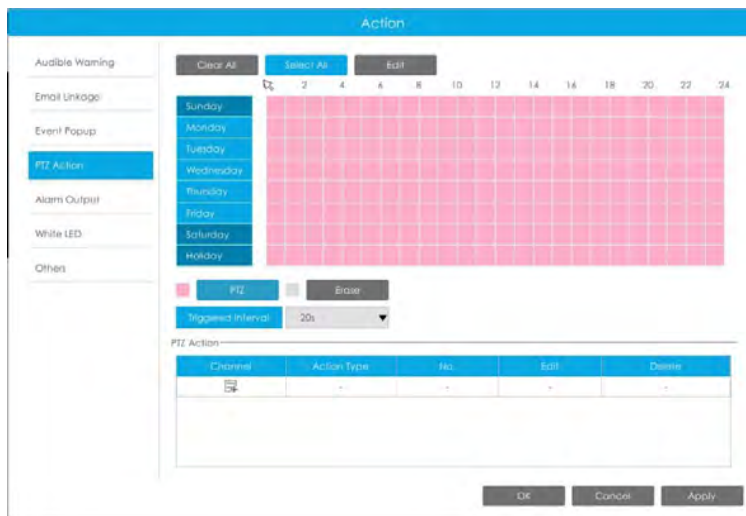 Action
Audible Warning
Email Linkage
Event Popup
PTZ Action
Alarm Output
White LED
Others
Clear All Select All Edit
2 4 6 8 10 12 14 16 18 20 22 24
Sunday
Monday
Tuesday
Wednesday
Thursday
Friday
Saturday
Holiday
PTZ Erase
Triggered Interval 20s
PTZ Action
Channel Action Type No. Edit Delete
- - - -
OK Cancel Apply